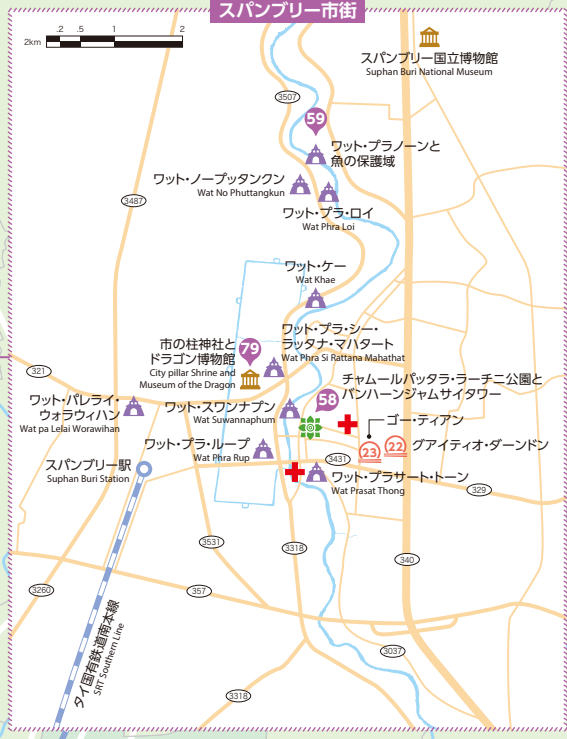 スパンブリー市街
.2 .5 1 2
2km
スパンブリー国立博物館
Suphan Buri National Museum
3507
59
ワット・プラノーンと
魚の保護域
ワット・ノープッタンクン
Wat No Phuttangkun
3487
ワット・プラ・ロイ
Wat Phra Loi
ワット・ケー
Wat Khae
市の柱神社と
ドラゴン博物館
City pillar Shrine and
Museum of the Dragon
79
ワット・プラ・シー・
ラッタナ・マハタート
Wat Phra Si Rattana Mahathat
321
チャムールパッタラ・ラーチニ公園と
バンハーンジャムサイタワー
58
ワット・パレライ・
ウォラウィハン
Wat pa Lelai Worawihan
ワット・スワンナプン
Wat Suwannaphum
ゴー・ティアン
23
22
グアイティオ・ダーンドン
ワット・プラ・ループ
Wat Phra Rup
3431
スパンブリー駅
Suphan Buri Station
ワット・プラサート・トーン
Wat Prasat Thong
329
3531
3318
340
3260
357
タイ国有鉄道南本線
SRT Southern Line
3037
3318